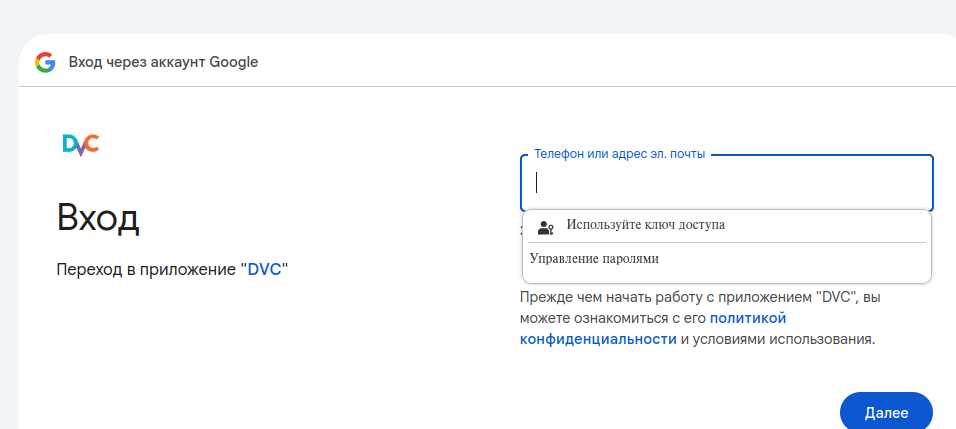 Вход через аккаунт Google
DVC
Вход
Переход в приложение "DVC"
Телефон или адрес эл. почты
Используйте ключ доступа
Управление паролями
Прежде чем начать работу с приложением "DVC", вы
можете ознакомиться с его политикой
конфиденциальности и условиями использования.
Далее